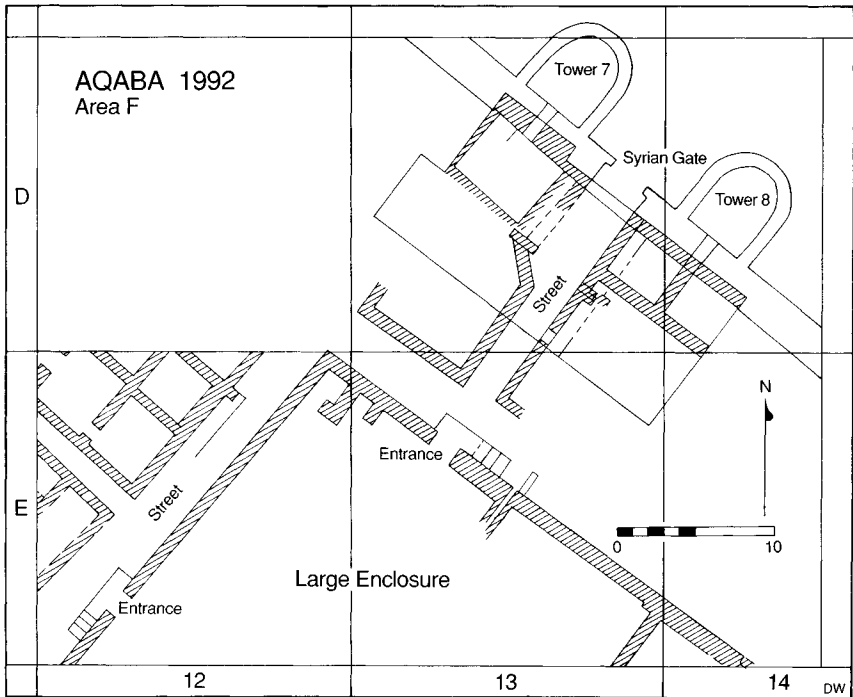 AQABA 1992
Area F
Tower 7
Syrian Gate
Tower 8
D
Street
N
Entrance
E
Street
0 10
Large Enclosure
Entrance
12 13 14
DW